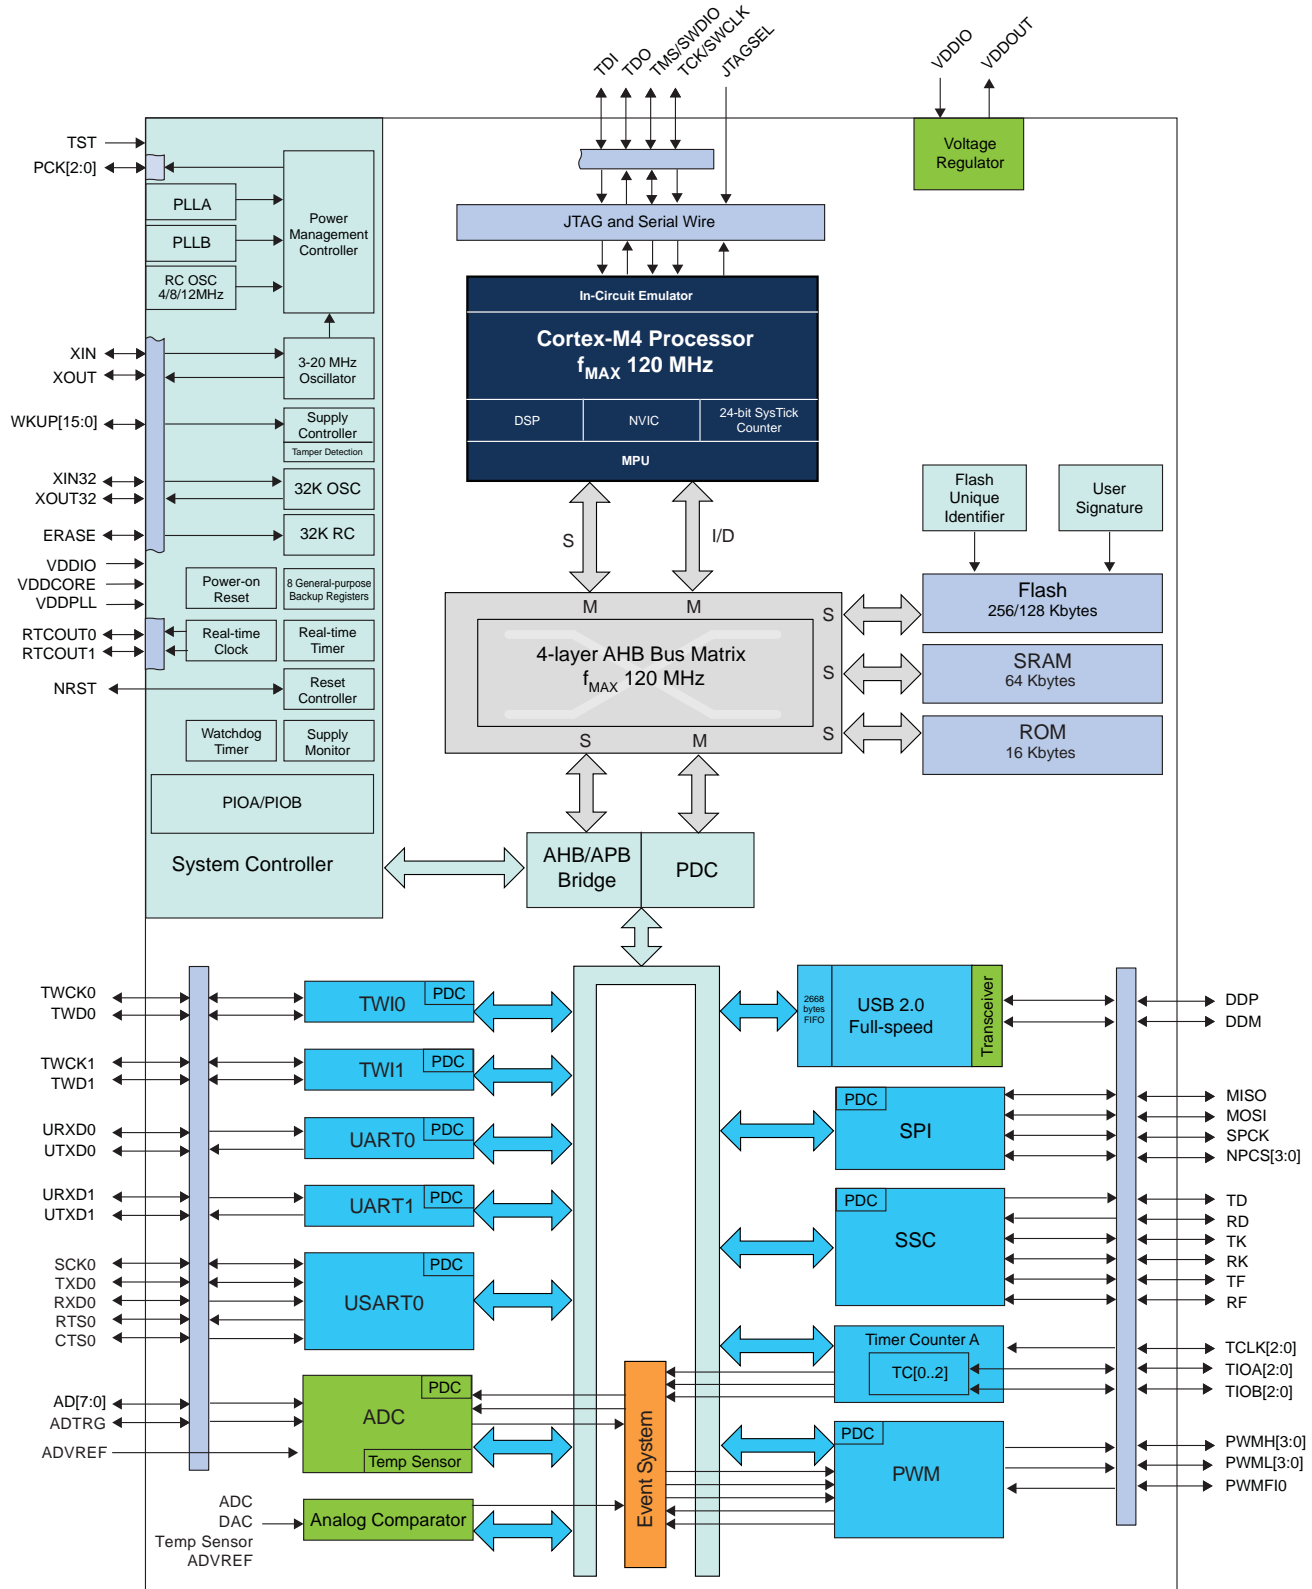 TDI
TDO
TMS/SWDIO
TCK/SWCLK
JTAGSEL
VDDIO
VDDOUT
TST
PCK[2:0]
PLLA
PLLB
RC OSC
4/8/12MHz
Power
Management
Controller
Voltage
Regulator
JTAG and Serial Wire
In-Circuit Emulator
Cortex-M4 Processor
fMAX 120 MHz
DSP
NVIC
24-bit SysTick
Counter
MPU
XIN
XOUT
3-20 MHz
Oscillator
WKUP[15:0]
Supply
Controller
Tamper Detection
XIN32
XOUT32
32K OSC
ERASE
32K RC
VDDIO
VDDCORE
VDDPLL
Power-on
Reset
8 General-purpose
Backup Registers
RTCOUT0
RTCOUT1
Real-time
Clock
Real-time
Timer
NRST
Reset
Controller
Watchdog
Timer
Supply
Monitor
PIOA/PIOB
System Controller
S
I/D
M
M
S
S
S
S
M
4-layer AHB Bus Matrix
fMAX 120 MHz
Flash
Unique
Identifier
User
Signature
Flash
256/128 Kbytes
SRAM
64 Kbytes
ROM
16 Kbytes
AHB/APB
Bridge
PDC
TWCK0
TWD0
TWI0
PDC
TWCK1
TWD1
TWI1
PDC
URXD0
UTXD0
UART0
PDC
URXD1
UTXD1
UART1
PDC
SCK0
TXD0
RXD0
RTS0
CTS0
USART0
PDC
AD[7:0]
ADTRG
ADVREF
ADC
PDC
Temp Sensor
ADC
DAC
Temp Sensor
ADVREF
Analog Comparator
Event System
2668
bytes
FIFO
USB 2.0
Full-speed
Transceiver
DDP
DDM
PDC
SPI
MISO
MOSI
SPCK
NPCS[3:0]
PDC
SSC
TD
RD
TK
RK
TF
RF
Timer Counter A
TC[0..2]
TCLK[2:0]
TIOA[2:0]
TIOB[2:0]
PDC
PWM
PWMH[3:0]
PWML[3:0]
PWMFI0